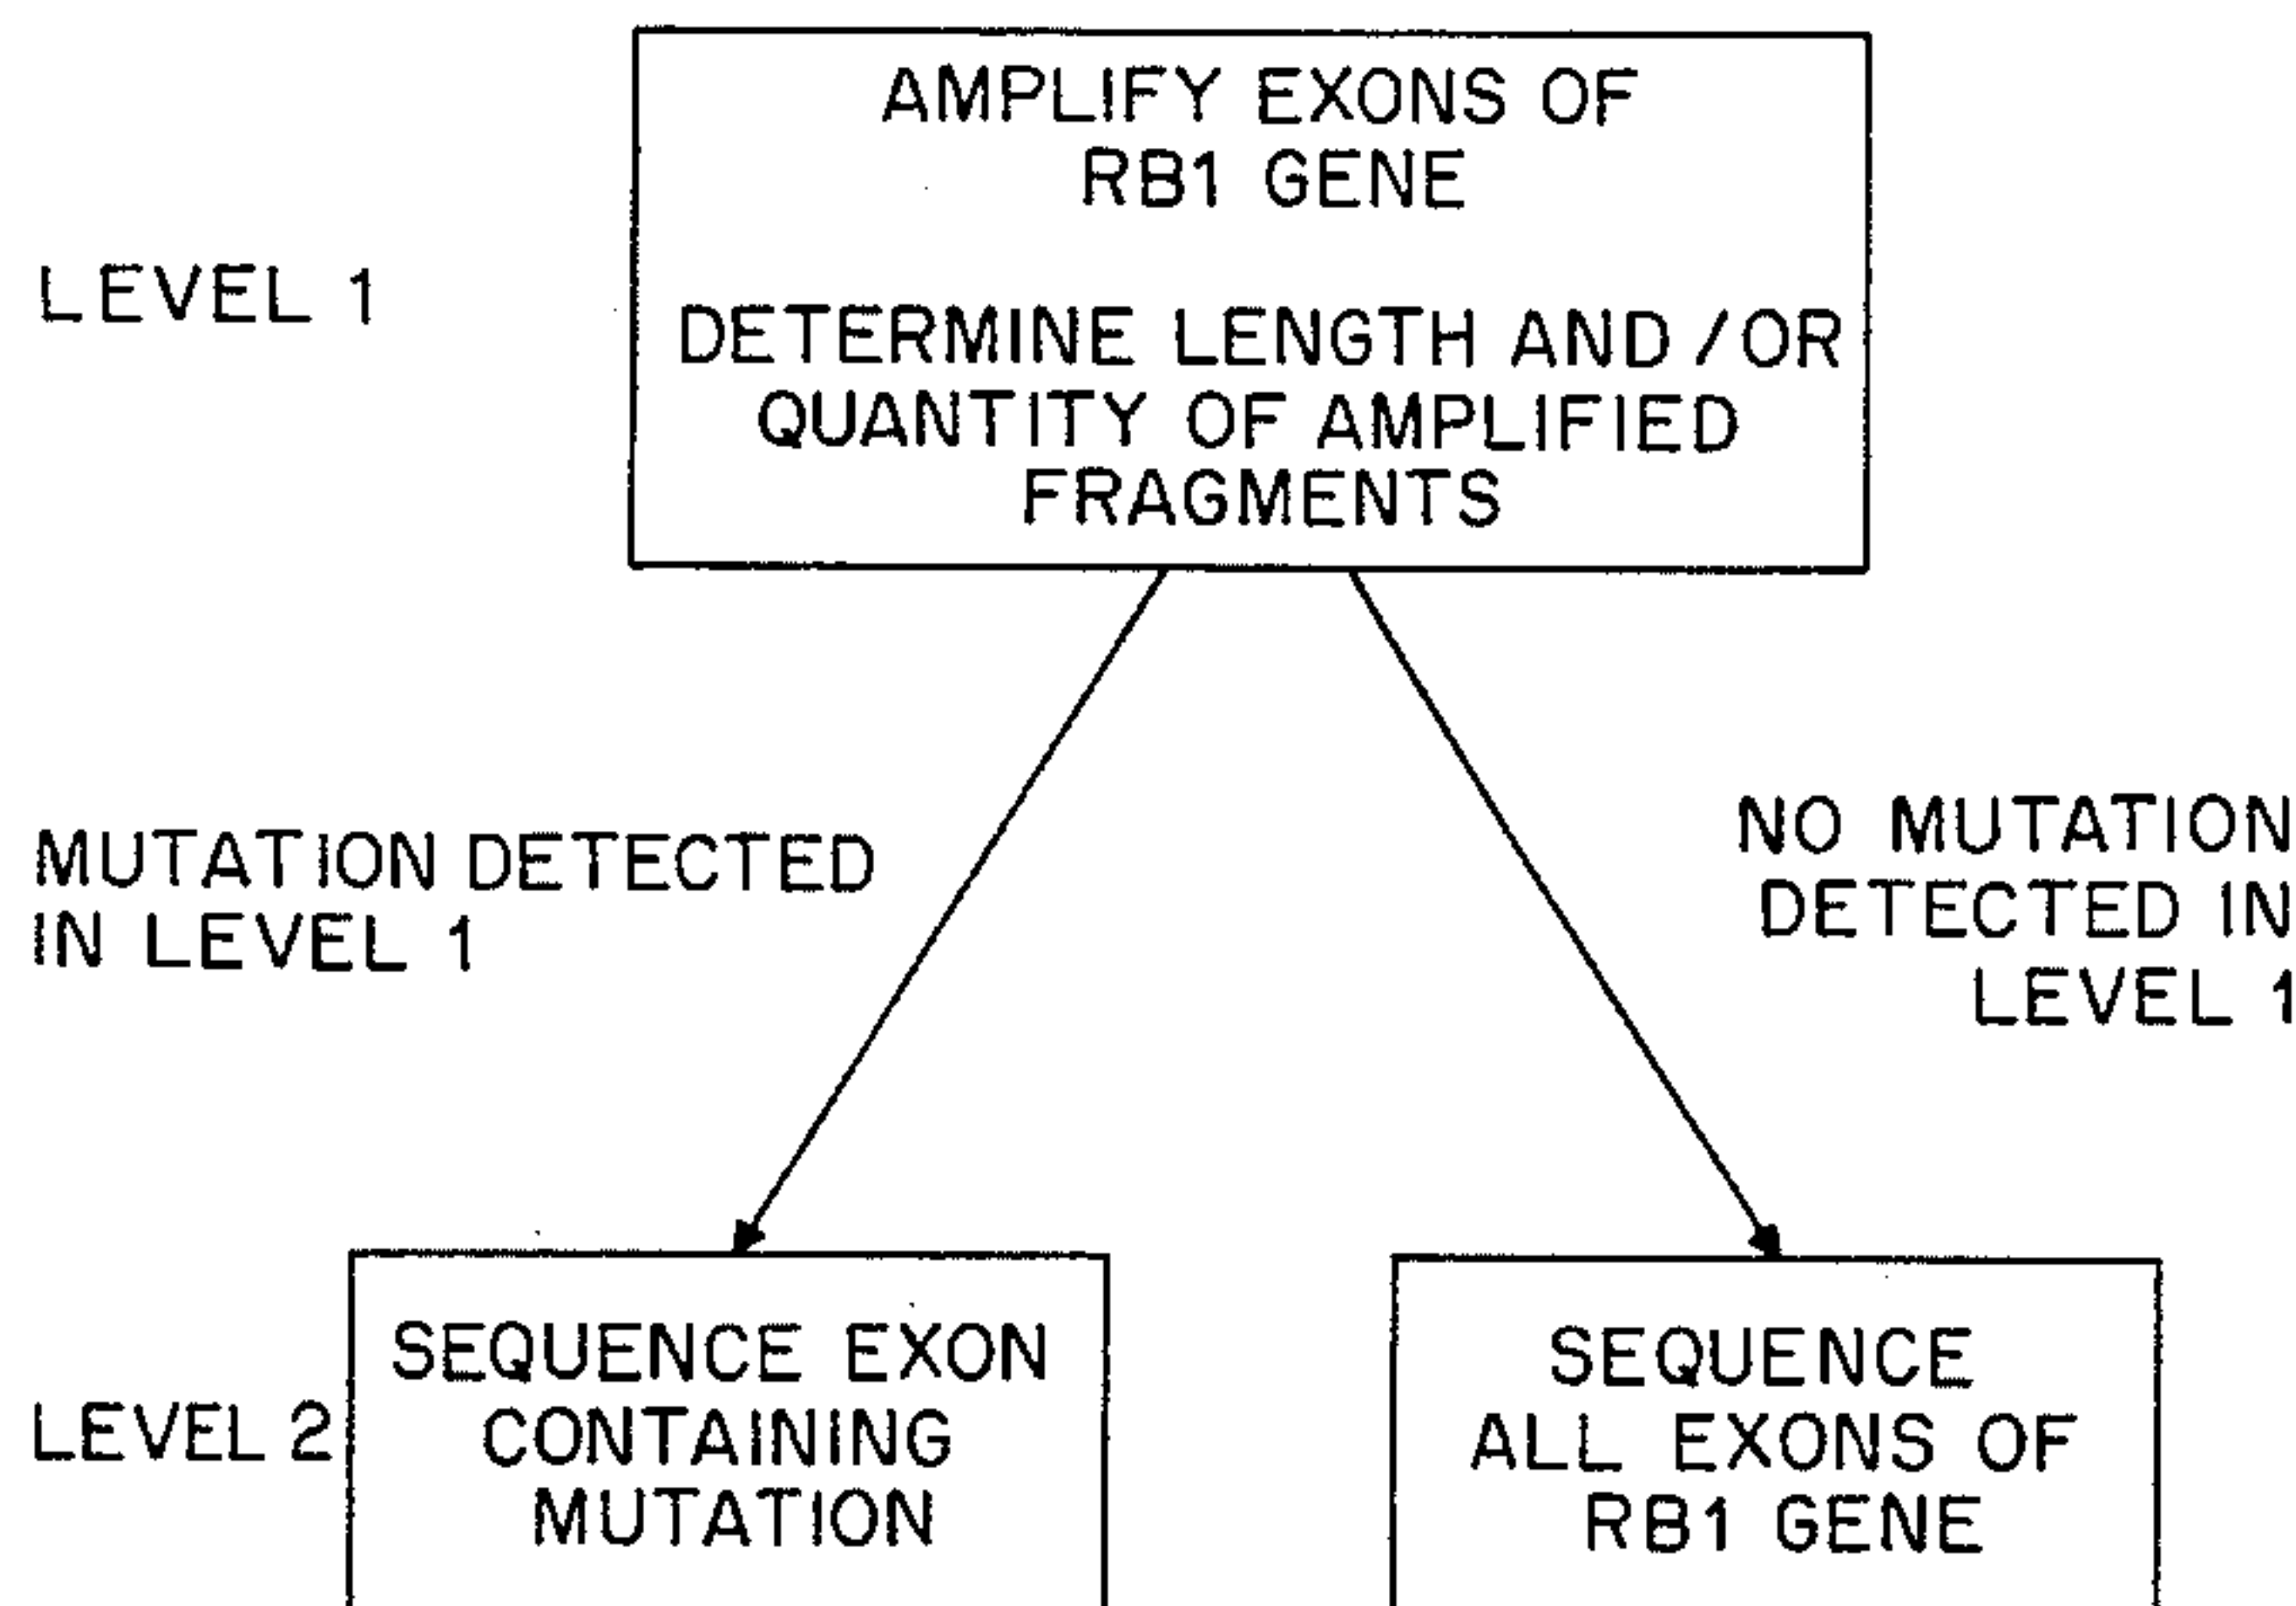 AMPLIFY EXONS OF
RB1 GENE
LEVEL 1
DETERMINE LENGTH AND/OR
QUANTITY OF AMPLIFIED
FRAGMENTS
MUTATION DETECTED
IN LEVEL 1
NO MUTATION
DETECTED IN
LEVEL 1
LEVEL 2
SEQUENCE EXON
CONTAINING
MUTATION
SEQUENCE
ALL EXONS OF
RB1 GENE